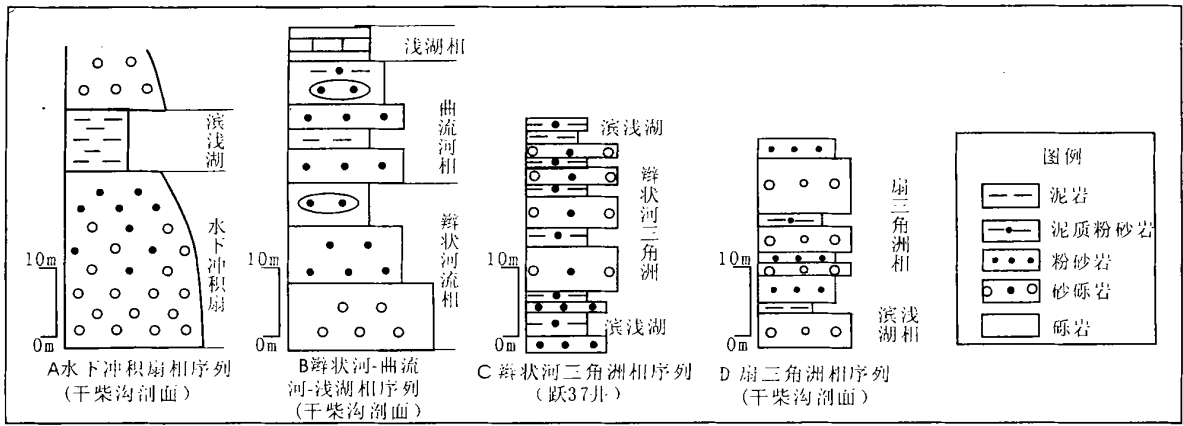 滨浅湖
水下冲积扇
10m
0m
A水下冲积扇相序列
(干柴沟剖面)
浅湖相
曲流河相
辫状河流相
10m
0m
B辫状河-曲流
河-浅湖相序列
(干柴沟剖面)
滨浅湖
辫状河三角洲
滨浅湖
10m
0m
C 辫状河三角洲相序列
(跃37井)
扇三角洲相
滨浅
湖相
10m
0m
D 扇三角洲相序列
(干柴沟剖面)
图例
泥岩
泥质粉砂岩
粉砂岩
砂砾岩
砾岩